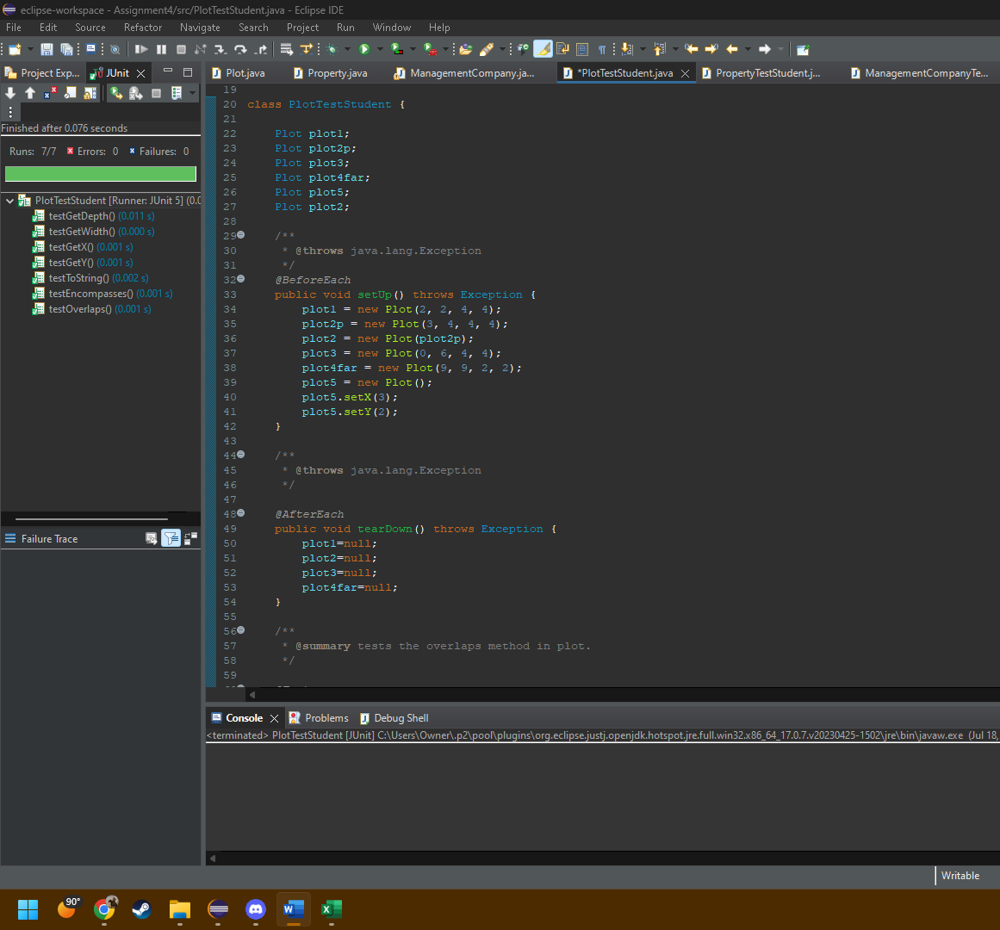 eclipse-workspace - Assignment4/src/PlotTestStudent.java - Eclipse IDE
File Edit Source Refactor Navigate Search Project Run Window Help
Project Exp... JUnit
Plot.java Property.java ManagementCompany.ja... *PlotTestStudent.java PropertyTestStudent.j... ManagementCompanyTe...
Finished after 0.076 seconds
Runs: 7/7 Errors: 0 Failures: 0
PlotTestStudent [Runner: JUnit 5] (0.0
testGetDepth() (0.011 s)
testGetWidth() (0.000 s)
testGetX() (0.001 s)
testGetY() (0.001 s)
testToString() (0.002 s)
testEncompasses() (0.001 s)
testOverlaps() (0.001 s)
Failure Trace
19
20 class PlotTestStudent {
21
22 Plot plot1;
23 Plot plot2p;
24 Plot plot3;
25 Plot plot4far;
26 Plot plot5;
27 Plot plot2;
28
29 /**
30 * @throws java.lang.Exception
31 */
32 @BeforeEach
33 public void setUp() throws Exception {
34 plot1 = new Plot(2, 2, 4, 4);
35 plot2p = new Plot(3, 4, 4, 4);
36 plot2 = new Plot(plot2p);
37 plot3 = new Plot(0, 6, 4, 4);
38 plot4far = new Plot(9, 9, 2, 2);
39 plot5 = new Plot();
40 plot5.setX(3);
41 plot5.setY(2);
42 }
43
44 /**
45 * @throws java.lang.Exception
46 */
47
48 @AfterEach
49 public void tearDown() throws Exception {
50 plot1=null;
51 plot2=null;
52 plot3=null;
53 plot4far=null;
54 }
55
56 /**
57 * @summary tests the overlaps method in plot.
58 */
59
Console Problems Debug Shell
<terminated> PlotTestStudent [JUnit] C:\Users\Owner\.p2\pool\plugins\org.eclipse.justj.openjdk.hotspot.jre.full.win32.x86_64_17.0.7.v20230425-1502\jre\bin\javaw.exe (Jul 18,
Writable
90°